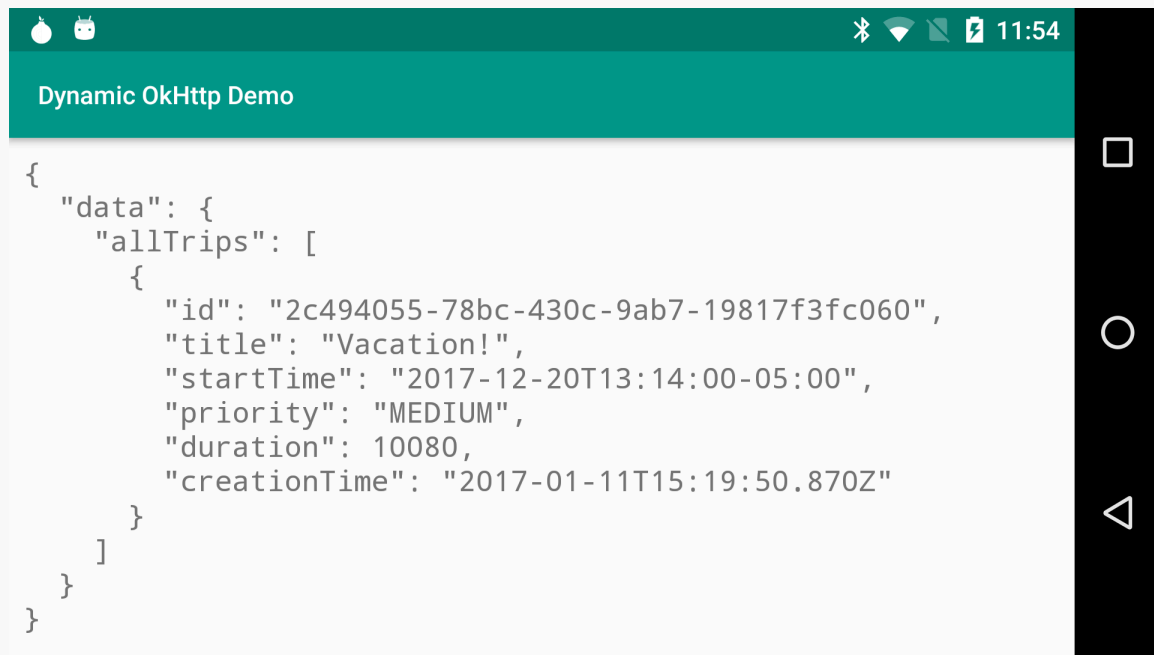 11:54
Dynamic OkHttp Demo
{
  "data": {
    "allTrips": [
      {
        "id": "2c494055-78bc-430c-9ab7-19817f3fc060",
        "title": "Vacation!",
        "startTime": "2017-12-20T13:14:00-05:00",
        "priority": "MEDIUM",
        "duration": 10080,
        "creationTime": "2017-01-11T15:19:50.870Z"
      }
    ]
  }
}